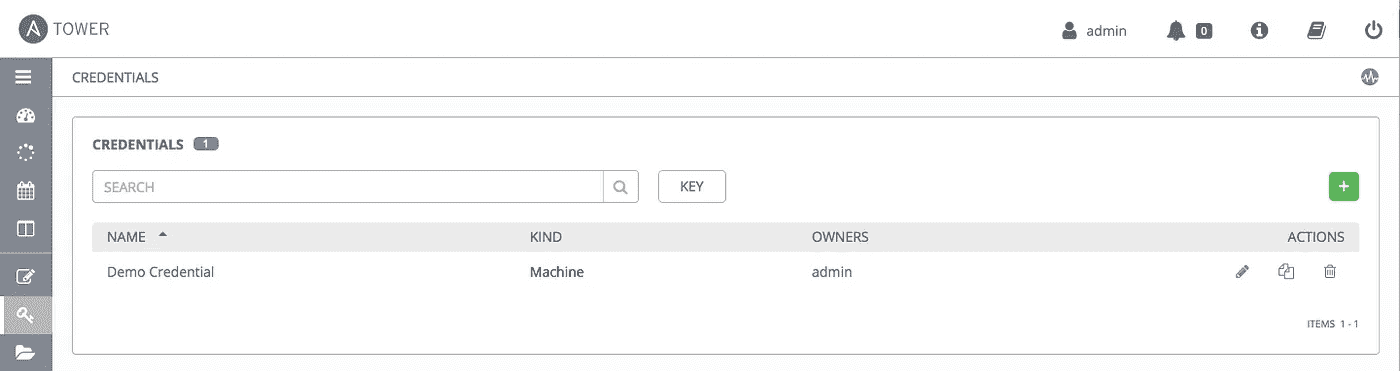 A TOWER admin 0
CREDENTIALS
CREDENTIALS 1
SEARCH KEY +
NAME KIND OWNERS ACTIONS
Demo Credential Machine admin
ITEMS 1 - 1